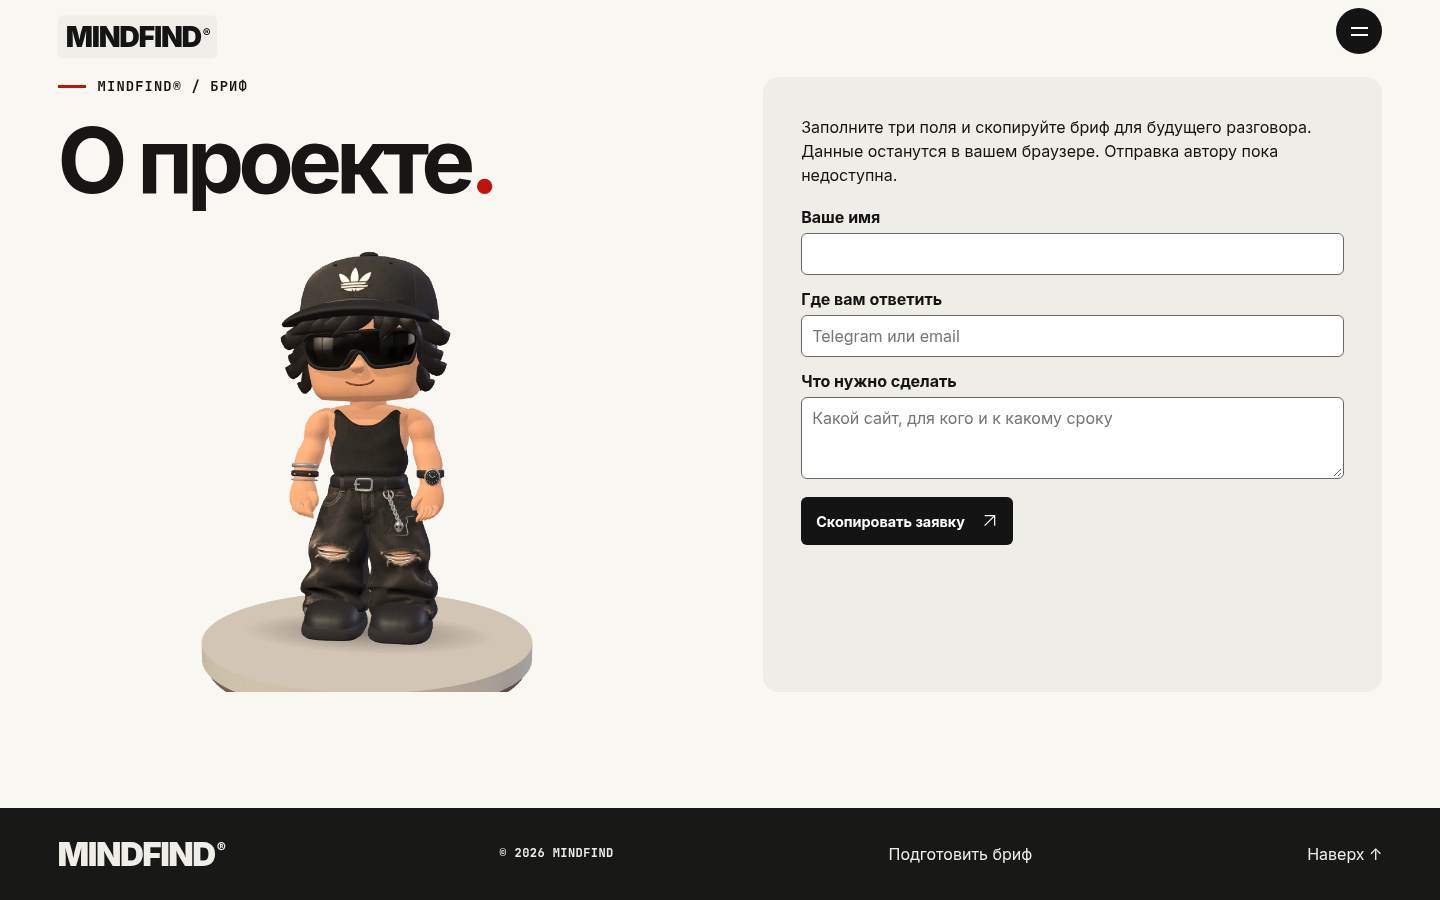 MINDFIND®
MINDFIND® / БРИФ
О проекте.
Заполните три поля и скопируйте бриф для будущего разговора.
Данные останутся в вашем браузере. Отправка автору пока
недоступна.
Ваше имя
Где вам ответить
Telegram или email
Что нужно сделать
Какой сайт, для кого и к какому сроку
Скопировать заявку
MINDFIND®
© 2026 MINDFIND
Подготовить бриф
Наверх ↑